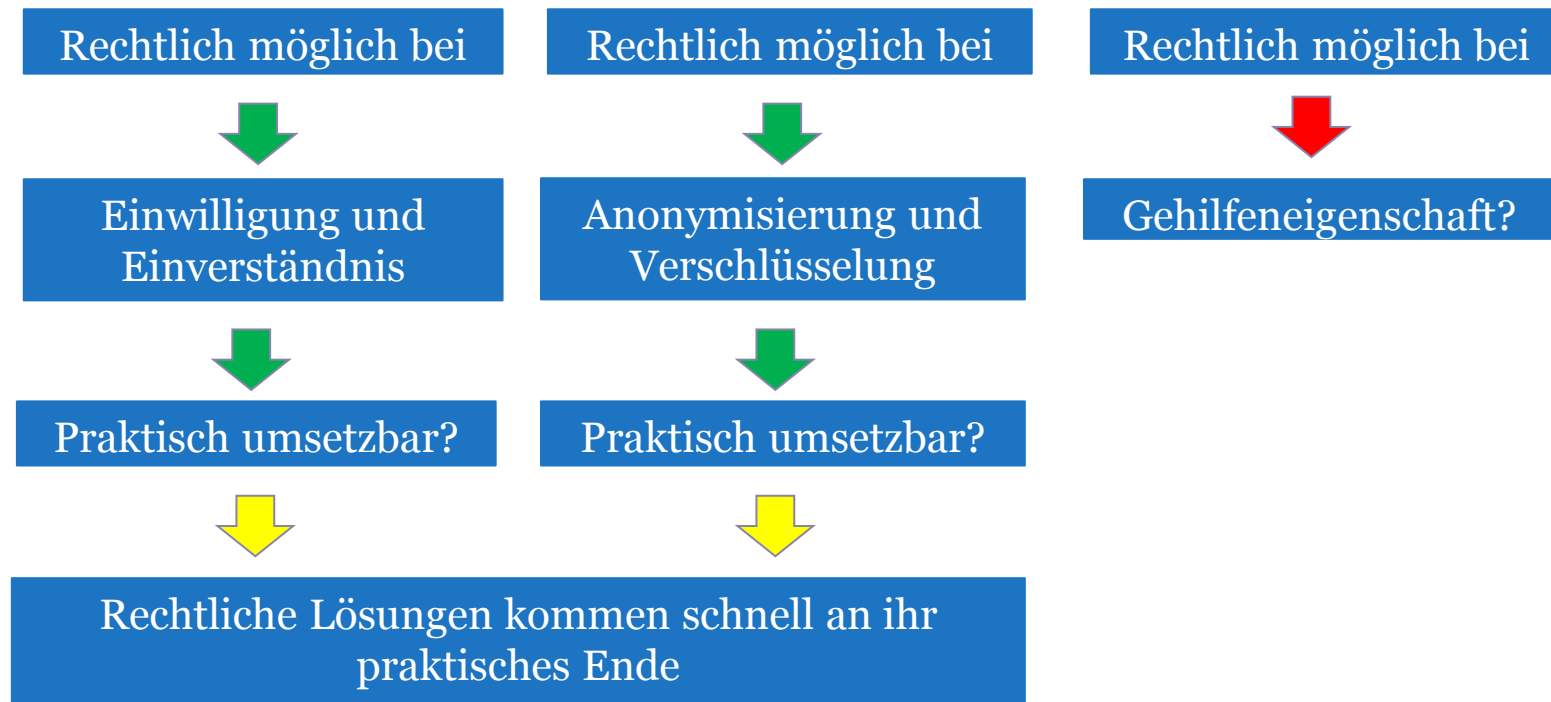 Rechtlich möglich bei
Rechtlich möglich bei
Rechtlich möglich bei
Einwilligung und
Einverständnis
Anonymisierung und
Verschlüsselung
Gehilfeneigenschaft?
Praktisch umsetzbar?
Praktisch umsetzbar?
Rechtliche Lösungen kommen schnell an ihr
praktisches Ende